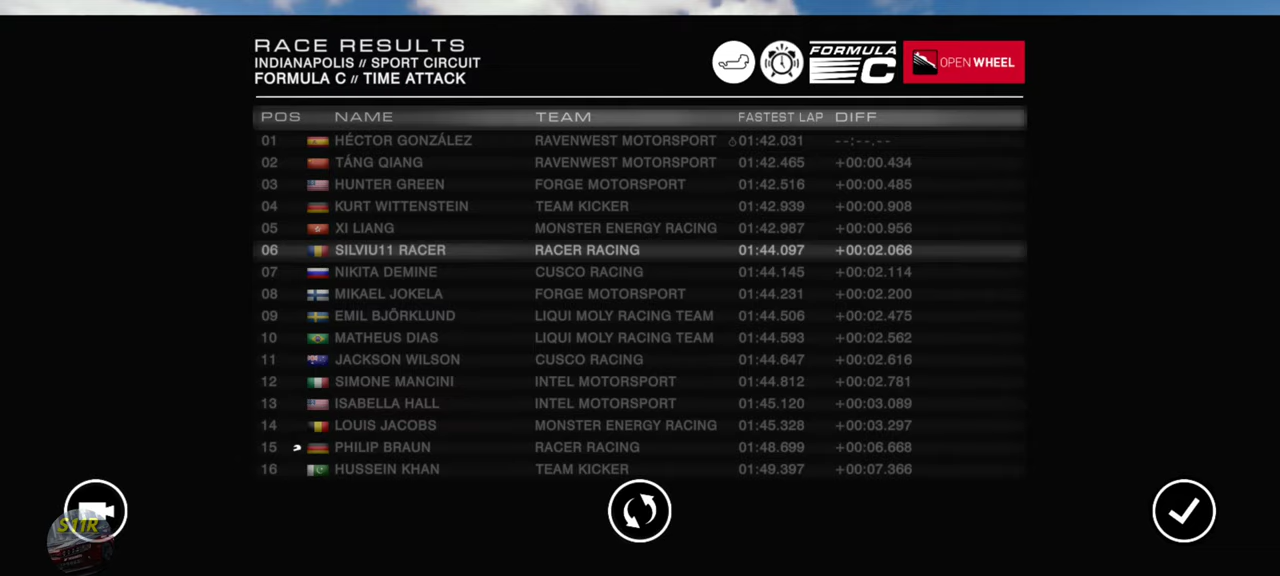 RACE RESULTS
INDIANAPOLIS // SPORT CIRCUIT
FORMULA C // TIME ATTACK
FORMULA C
OPEN WHEEL
POS NAME TEAM FASTEST LAP DIFF
01 HÉCTOR GONZÁLEZ RAVENWEST MOTORSPORT 01:42.031 --:--.--
02 TÁNG QIANG RAVENWEST MOTORSPORT 01:42.465 +00:00.434
03 HUNTER GREEN FORGE MOTORSPORT 01:42.516 +00:00.485
04 KURT WITTENSTEIN TEAM KICKER 01:42.939 +00:00.908
05 XI LIANG MONSTER ENERGY RACING 01:42.987 +00:00.956
06 SILVIU11 RACER RACER RACING 01:44.097 +00:02.066
07 NIKITA DEMINE CUSCO RACING 01:44.145 +00:02.114
08 MIKAEL JOKELA FORGE MOTORSPORT 01:44.231 +00:02.200
09 EMIL BJÔRKLUND LIQUI MOLY RACING TEAM 01:44.506 +00:02.475
10 MATHEUS DIAS LIQUI MOLY RACING TEAM 01:44.593 +00:02.562
11 JACKSON WILSON CUSCO RACING 01:44.647 +00:02.616
12 SIMONE MANCINI INTEL MOTORSPORT 01:44.812 +00:02.781
13 ISABELLA HALL INTEL MOTORSPORT 01:45.120 +00:03.089
14 LOUIS JACOBS MONSTER ENERGY RACING 01:45.328 +00:03.297
15 PHILIP BRAUN RACER RACING 01:48.699 +00:06.668
16 HUSSEIN KHAN TEAM KICKER 01:49.397 +00:07.366
S11R